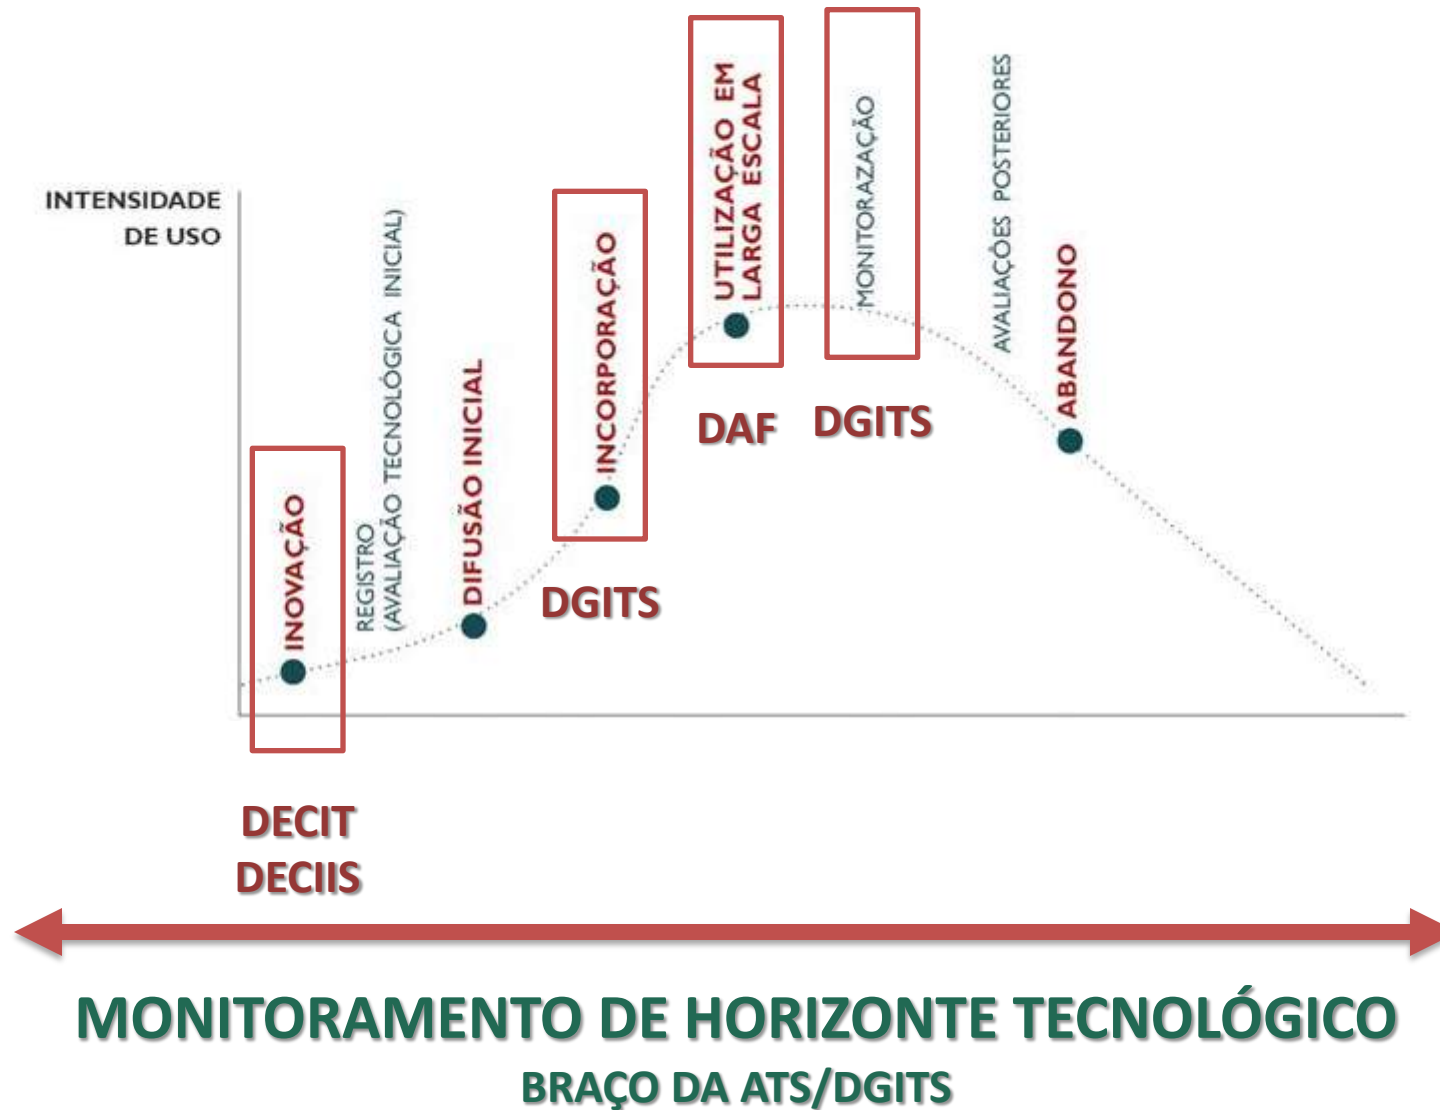 INTENSIDADE
DE USO
INOVAÇÃO
REGISTRO
(AVALIAÇÃO TECNOLÓGICA INICIAL)
DIFUSÃO INICIAL
INCORPORAÇÃO
UTILIZAÇÃO EM
LARGA ESCALA
MONITORAZAÇÃO
AVALIAÇÕES POSTERIORES
ABANDONO
DAF
DGITS
DGITS
DECIT
DECIIS
MONITORAMENTO DE HORIZONTE TECNOLÓGICO
BRAÇO DA ATS/DGITS